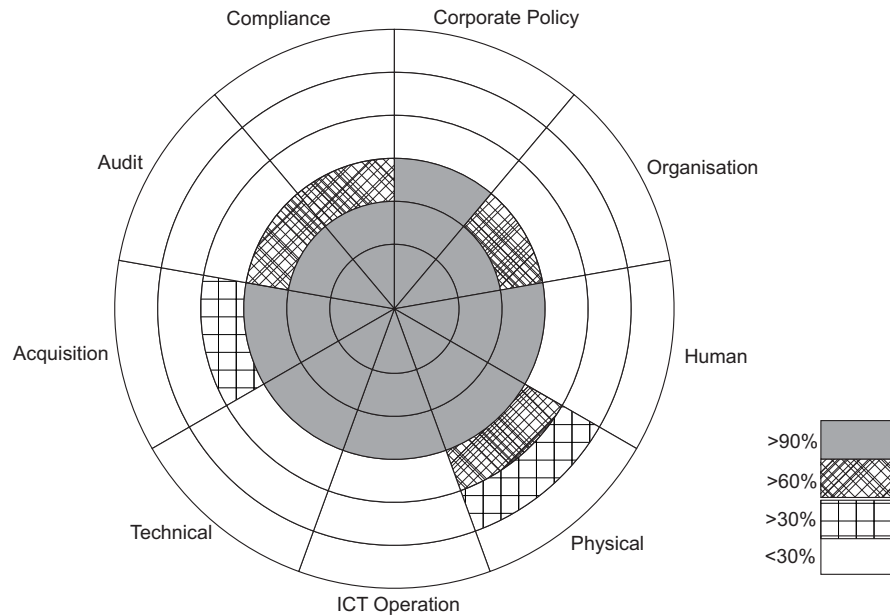 Compliance
Corporate Policy
Audit
Organisation
Acquisition
Human
Technical
Physical
ICT Operation
>90%
>60%
>30%
<30%